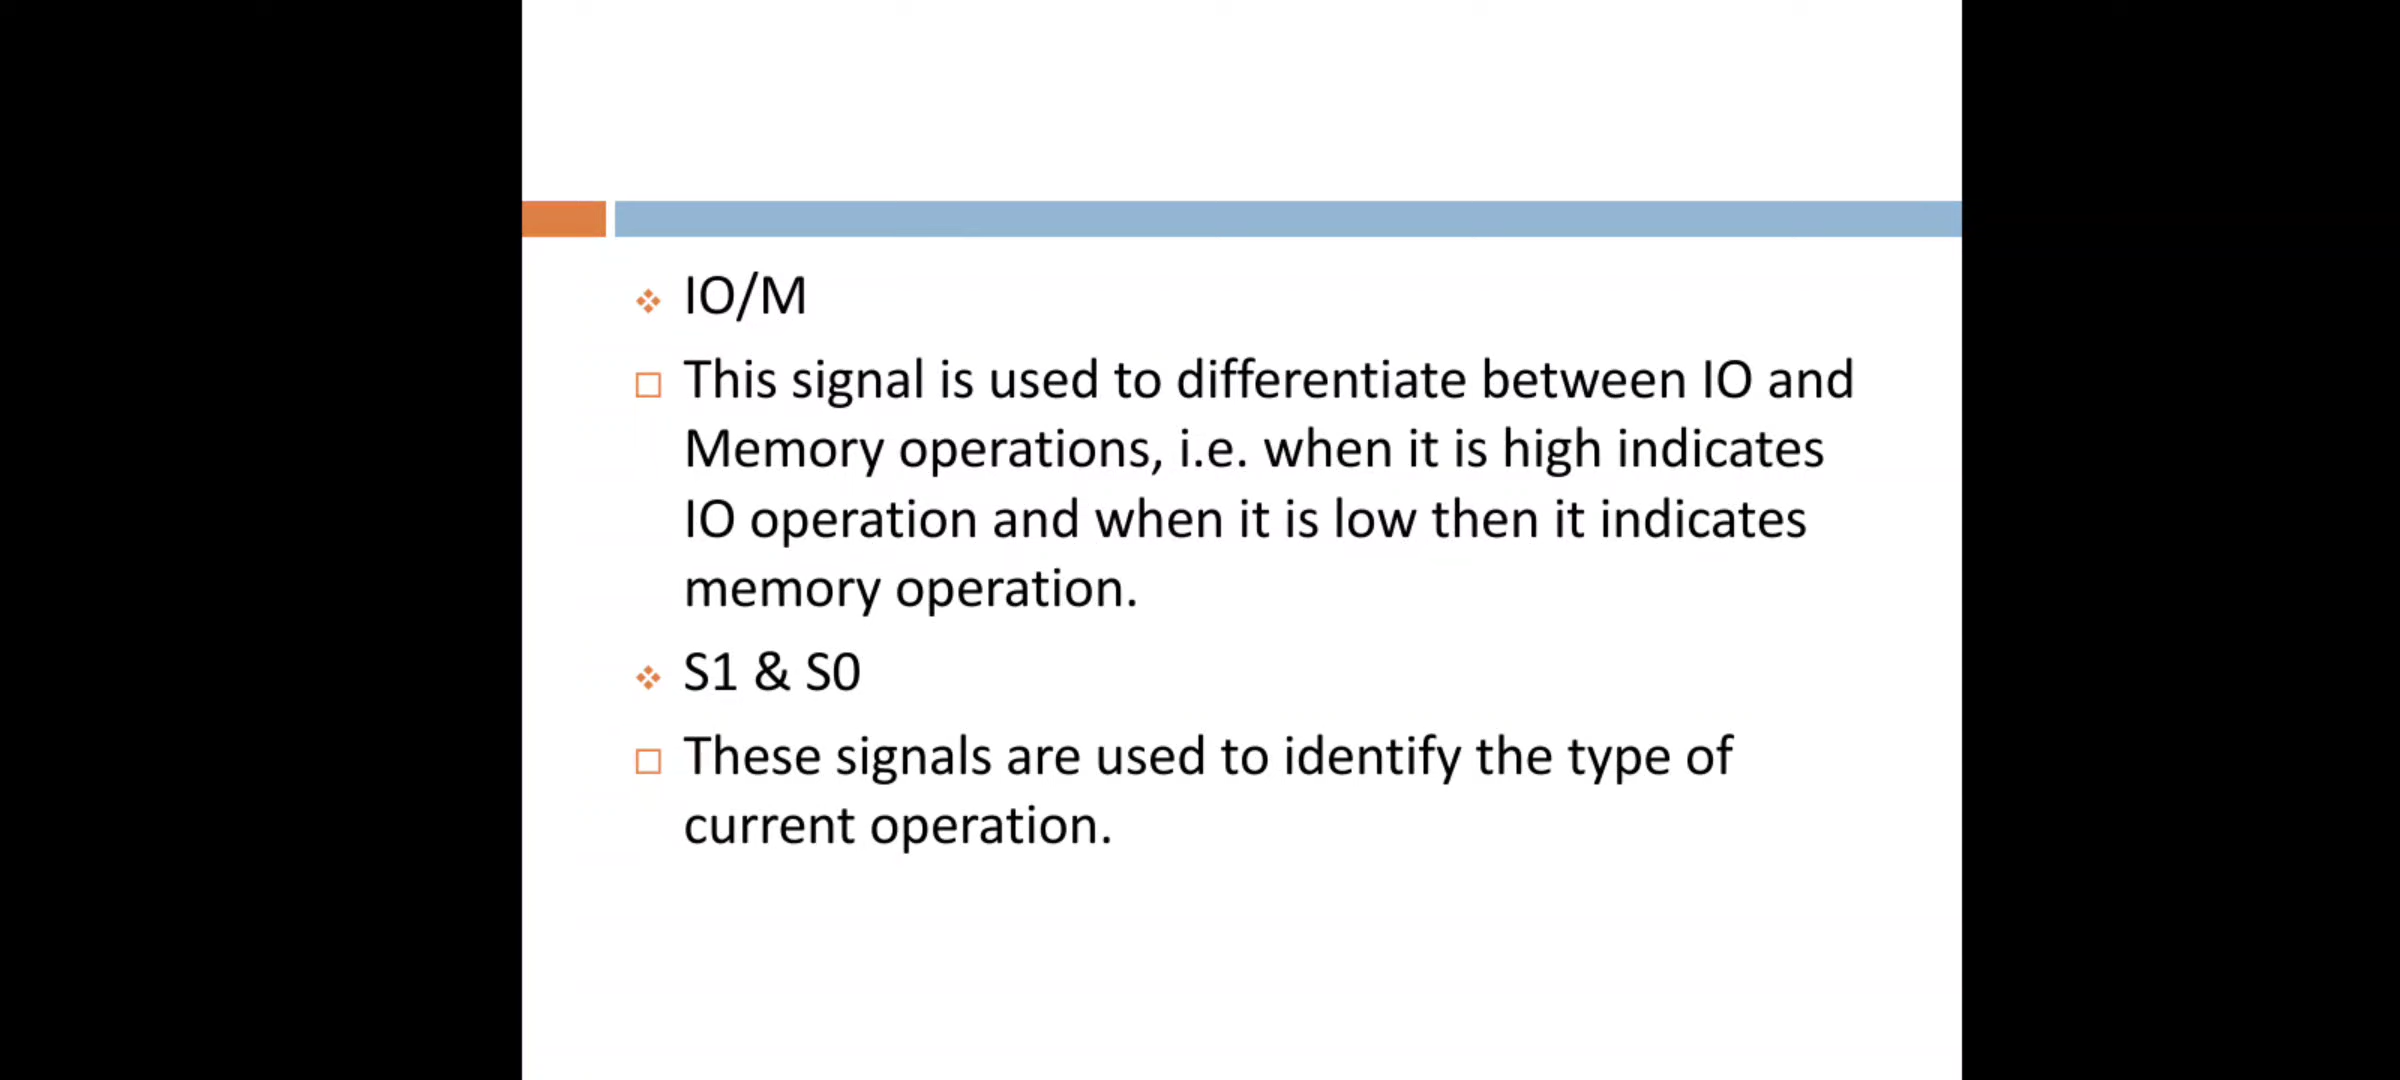 IO/M
This signal is used to differentiate between IO and
Memory operations, i.e. when it is high indicates
IO operation and when it is low then it indicates
memory operation.
S1 & S0
These signals are used to identify the type of
current operation.